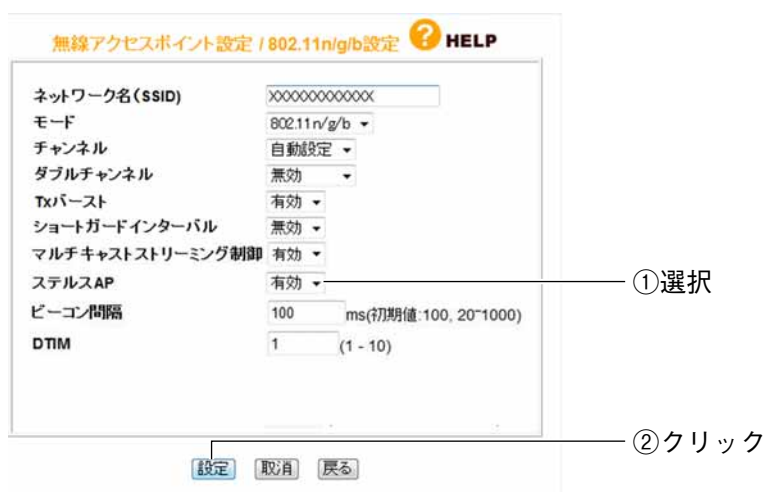 無線アクセスポイント設定 / 802.11n/g/b設定 ? HELP
ネットワーク名(SSID) XXXXXXXXXXXXX
モード 802.11n/g/b
チャンネル 自動設定
ダブルチャンネル 無効
Txバースト 有効
ショートガードインターバル 無効
マルチキャストストリーミング制御 有効
ステルスAP 有効 ①選択
ビーコン間隔 100 ms(初期値:100, 20~1000)
DTIM 1 (1 - 10)
②クリック
設定 取消 戻る